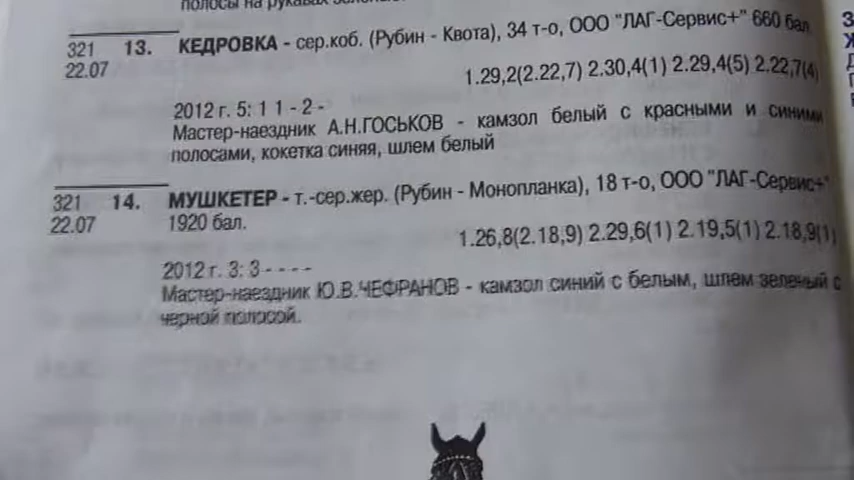 полосы на рукавах
321 13. КЕДРОВКА - сер.коб. (Рубин - Квота), 34 т-о, ООО "ЛАГ-Сервис+" 660 бал.
22.07
1.29,2(2.22,7) 2.30,4(1) 2.29,4(5) 2.22,7(4)
2012 г. 5: 1 1 - 2 -
Мастер-наездник А.Н.ГОСЬКОВ - камзол белый с красными и синими
полосами, кокетка синяя, шлем белый
321 14. МУШКЕТЕР - т.-сер.жер. (Рубин - Монопланка), 18 т-о, ООО "ЛАГ-Сервис+"
22.07 1920 бал.
1.26,8(2.18,9) 2.29,6(1) 2.19,5(1) 2.18,9(1)
2012 г. 3: 3 - - - -
Мастер-наездник Ю.В.ЧЕФРАНОВ - камзол синий с белым, шлем зеленый с
черной полосой.